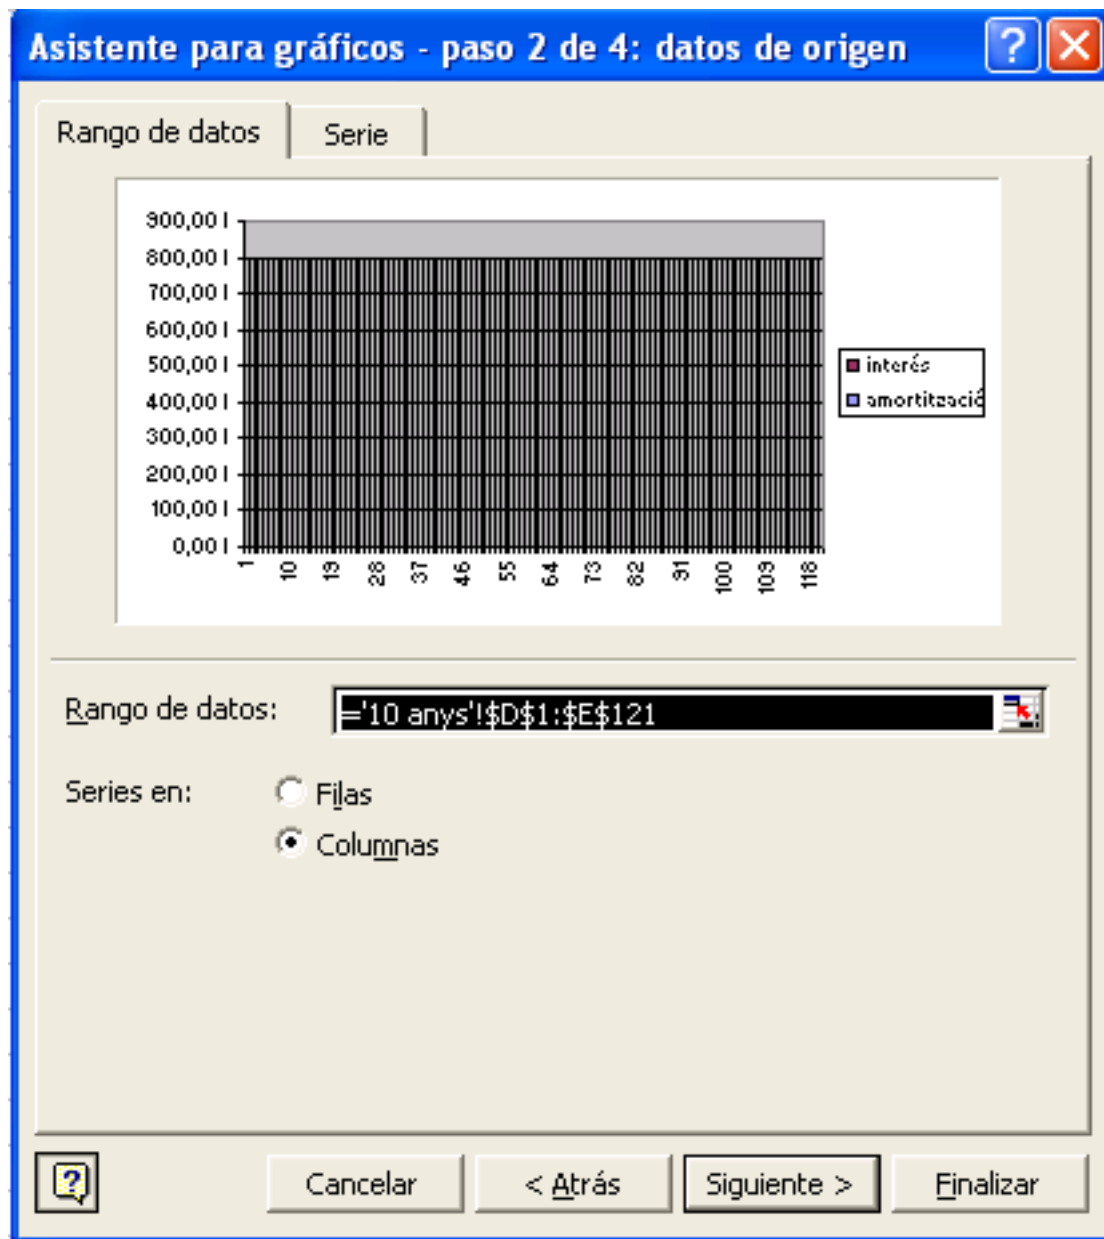 Asistente para gráficos - paso 2 de 4: datos de origen
Rango de datos
Serie
900,00 l
800,00 l
700,00 l
600,00 l
500,00 l
400,00 l
300,00 l
200,00 l
100,00 l
0,00 l
1 10 19 28 37 46 55 64 73 82 91 100 109 118
interés
amortització
Rango de datos: ='10 anys'!$D$1:$E$121
Series en: Filas
Columnas
Cancelar < Atrás Siguiente > Finalizar